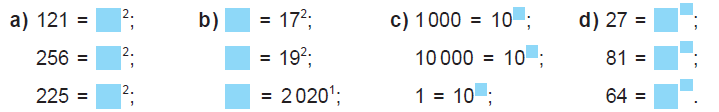 a) 121 = □²; b) □ = 17²; c) 1 000 = 10^□; d) 27 = □^□;
256 = □²; □ = 19²; 10 000 = 10^□; 81 = □^□;
225 = □²; □ = 2 020¹; 1 = 10^□; 64 = □^□.